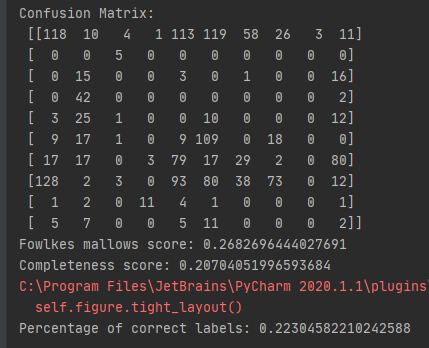 Confusion Matrix:
[[118  10   4   1 113 119  58  26   3  11]
[  0   0   5   0   0   0   0   0   0   0]
[  0  15   0   0   3   0   1   0   0  16]
[  0  42   0   0   0   0   0   0   0   2]
[  3  25   1   0   0  10   0   0   0  12]
[  9  17   1   0   9 109   0  18   0   0]
[ 17  17   0   3  79  17  29   2   0  80]
[128   2   3   0  93  80  38  73   0  12]
[  1   2   0  11   4   1   0   0   0   0]
[  5   7   0   0   5  11   0   0   0   2]]
Fowlkes mallows score: 0.2682696444027691
Completeness score: 0.20704051996593684
C:\Program Files\JetBrains\PyCharm 2020.1.1\plugins\
self.figure.tight_layout()
Percentage of correct labels: 0.22304582210242588